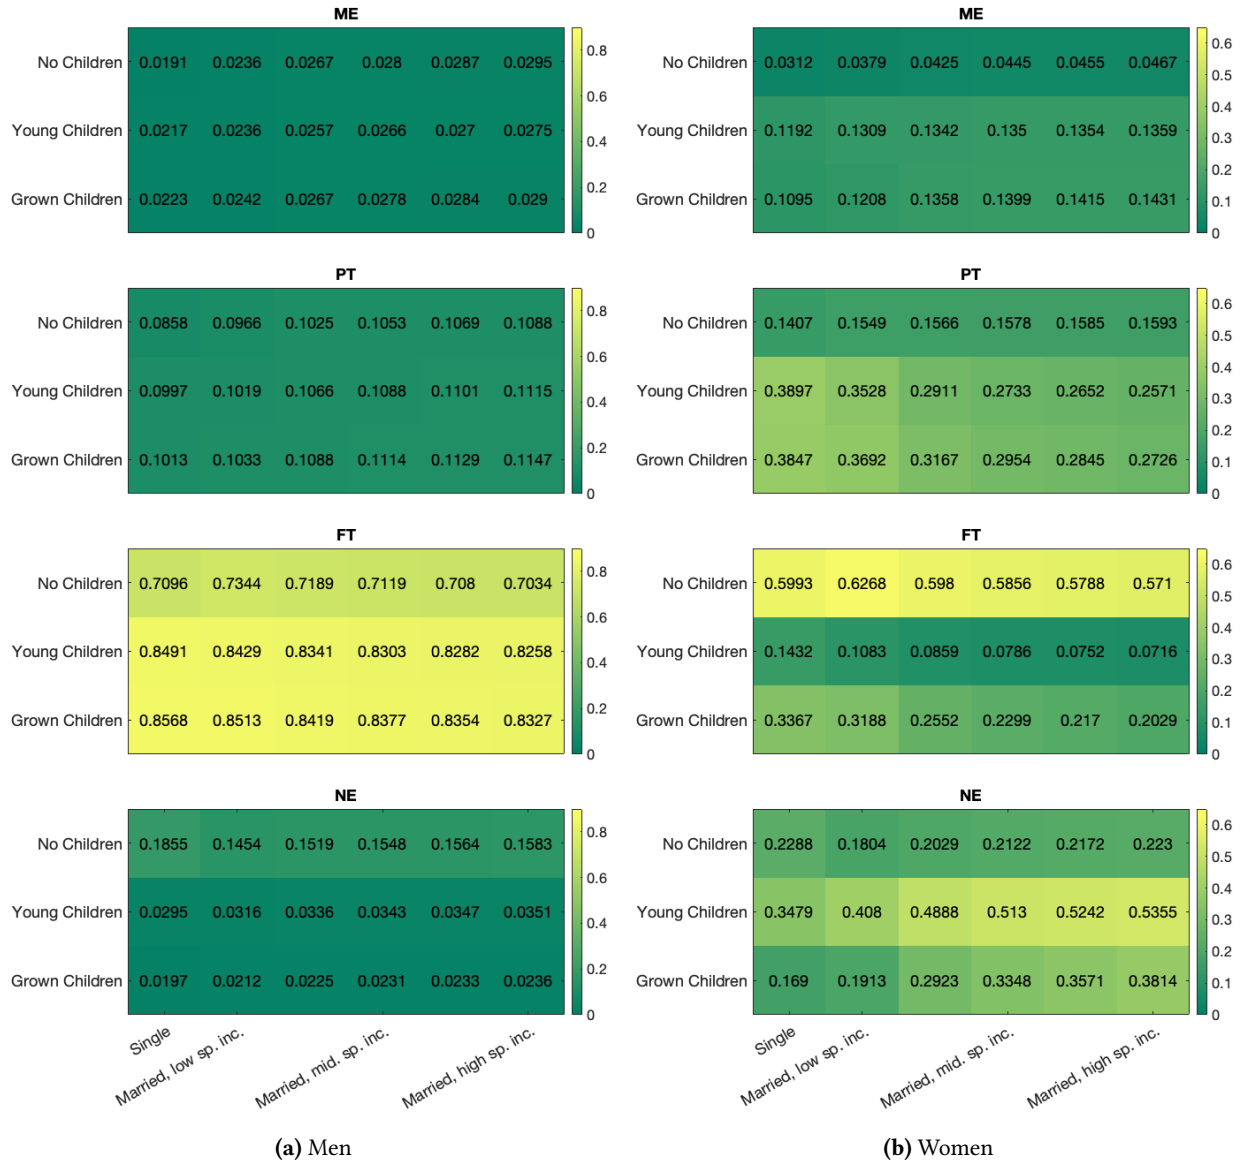 ME
No Children 0.0191 0.0236 0.0267 0.028 0.0287 0.0295
Young Children 0.0217 0.0236 0.0257 0.0266 0.027 0.0275
Grown Children 0.0223 0.0242 0.0267 0.0278 0.0284 0.029
0.8
0.6
0.4
0.2
0
PT
No Children 0.0858 0.0966 0.1025 0.1053 0.1069 0.1088
Young Children 0.0997 0.1019 0.1066 0.1088 0.1101 0.1115
Grown Children 0.1013 0.1033 0.1088 0.1114 0.1129 0.1147
0.8
0.6
0.4
0.2
0
FT
No Children 0.7096 0.7344 0.7189 0.7119 0.708 0.7034
Young Children 0.8491 0.8429 0.8341 0.8303 0.8282 0.8258
Grown Children 0.8568 0.8513 0.8419 0.8377 0.8354 0.8327
0.8
0.6
0.4
0.2
0
NE
No Children 0.1855 0.1454 0.1519 0.1548 0.1564 0.1583
Young Children 0.0295 0.0316 0.0336 0.0343 0.0347 0.0351
Grown Children 0.0197 0.0212 0.0225 0.0231 0.0233 0.0236
0.8
0.6
0.4
0.2
0
Single
Married, low sp. inc.
Married, mid. sp. inc.
Married, high sp. inc.
(a) Men
ME
No Children 0.0312 0.0379 0.0425 0.0445 0.0455 0.0467
Young Children 0.1192 0.1309 0.1342 0.135 0.1354 0.1359
Grown Children 0.1095 0.1208 0.1358 0.1399 0.1415 0.1431
0.6
0.5
0.4
0.3
0.2
0.1
0
PT
No Children 0.1407 0.1549 0.1566 0.1578 0.1585 0.1593
Young Children 0.3897 0.3528 0.2911 0.2733 0.2652 0.2571
Grown Children 0.3847 0.3692 0.3167 0.2954 0.2845 0.2726
0.6
0.5
0.4
0.3
0.2
0.1
0
FT
No Children 0.5993 0.6268 0.598 0.5856 0.5788 0.571
Young Children 0.1432 0.1083 0.0859 0.0786 0.0752 0.0716
Grown Children 0.3367 0.3188 0.2552 0.2299 0.217 0.2029
0.6
0.5
0.4
0.3
0.2
0.1
0
NE
No Children 0.2288 0.1804 0.2029 0.2122 0.2172 0.223
Young Children 0.3479 0.408 0.4888 0.513 0.5242 0.5355
Grown Children 0.169 0.1913 0.2923 0.3348 0.3571 0.3814
0.6
0.5
0.4
0.3
0.2
0.1
0
Single
Married, low sp. inc.
Married, mid. sp. inc.
Married, high sp. inc.
(b) Women